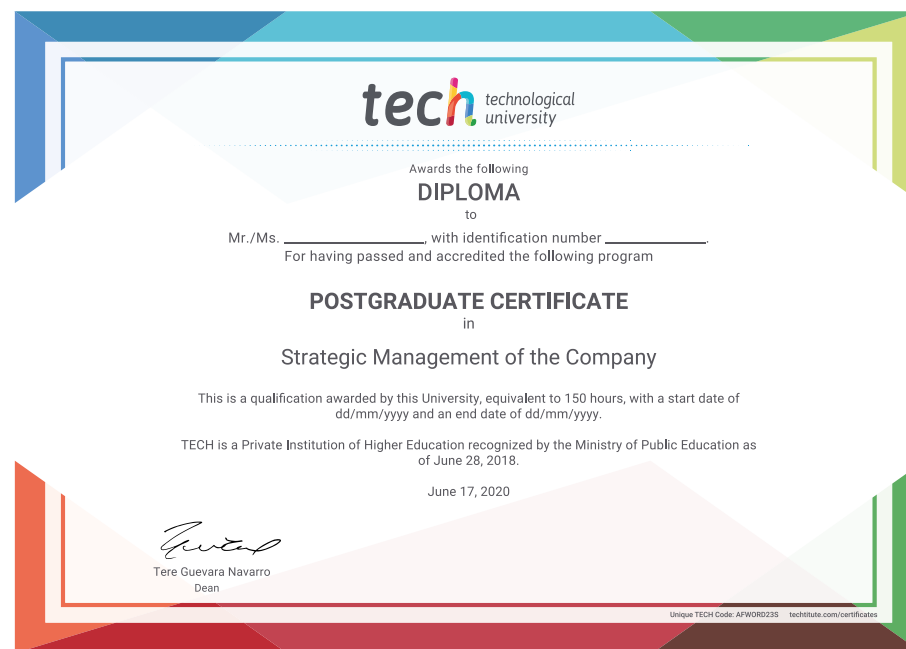 tech technological
university
Awards the following
DIPLOMA
to
Mr./Ms. ____________________, with identification number ______________.
For having passed and accredited the following program
POSTGRADUATE CERTIFICATE
in
Strategic Management of the Company
This is a qualification awarded by this University, equivalent to 150 hours, with a start date of
dd/mm/yyyy and an end date of dd/mm/yyyy.
TECH is a Private Institution of Higher Education recognized by the Ministry of Public Education as
of June 28, 2018.
June 17, 2020
Tere Guevara Navarro
Dean
Unique TECH Code: AFWORD23S techtitute.com/certificates